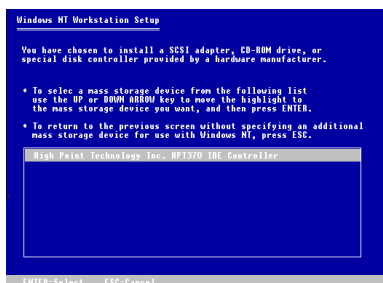 Windows NT Workstation Setup
You have chosen to install a SCSI adapter, CD-ROM drive, or
special disk controller provided by a hardware manufacturer.
• To selec a mass storage device from the following list
use the UP or DOWN ARROW key to move the highlight to
the mass storage device you want, and then press ENTER.
• To return to the previous screen without specifying an additional
mass storage device for use with Windows NT, press ESC.
High Point Technology Inc. HPT370 IDE Controller
ENTER=Select ESC=Cancel